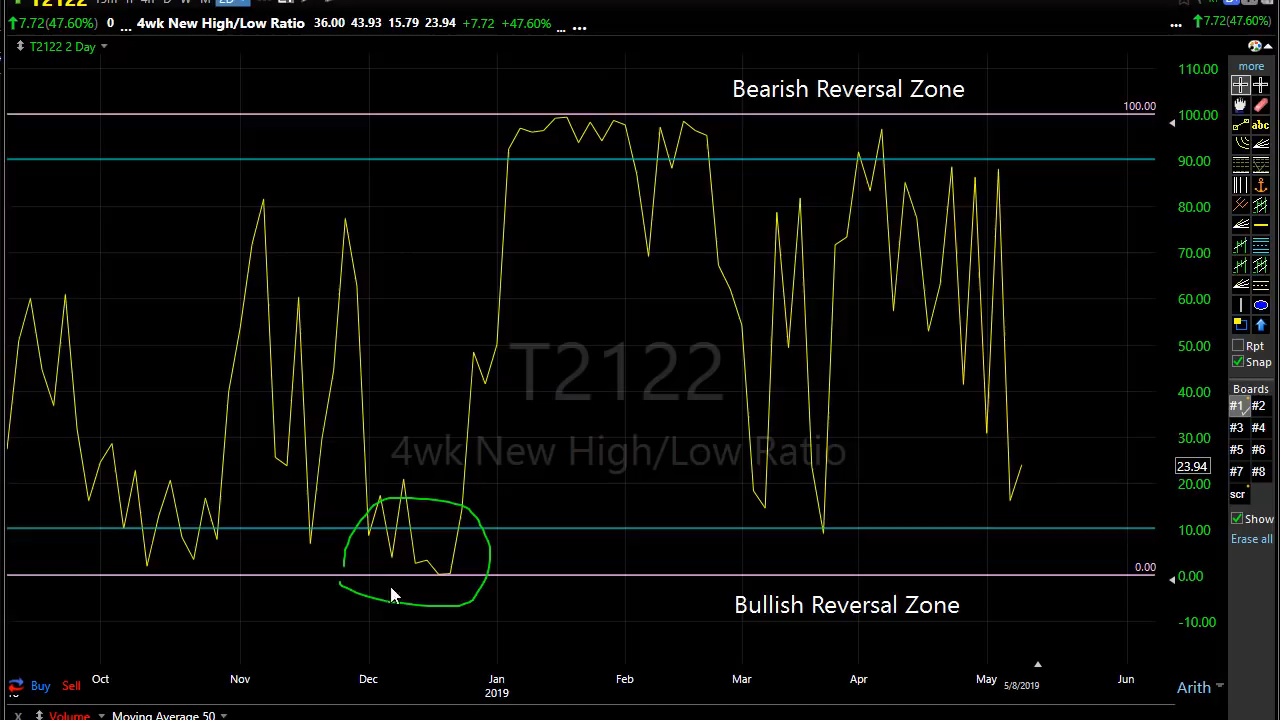 T2122
7.72(47.60%) 0 ... 4wk New High/Low Ratio 36.00 43.93 15.79 23.94 +7.72 +47.60% ... ... ... 7.72(47.60%)
T2122 2 Day
more
110.00
Bearish Reversal Zone
100.00
100.00
abc
90.00
80.00
70.00
60.00
50.00
Rpt
T2122
Snap
40.00
Boards
#1 #2
30.00
#3 #4
4wk New High/Low Ratio
#5 #6
23.94
#7 #8
20.00
scr
10.00
Show
Erase all
0.00
0.00
Bullish Reversal Zone
-10.00
Oct Nov Dec Jan Feb Mar Apr May Jun
Buy Sell 2019 5/8/2019 Arith
X Volume Moving Average 50